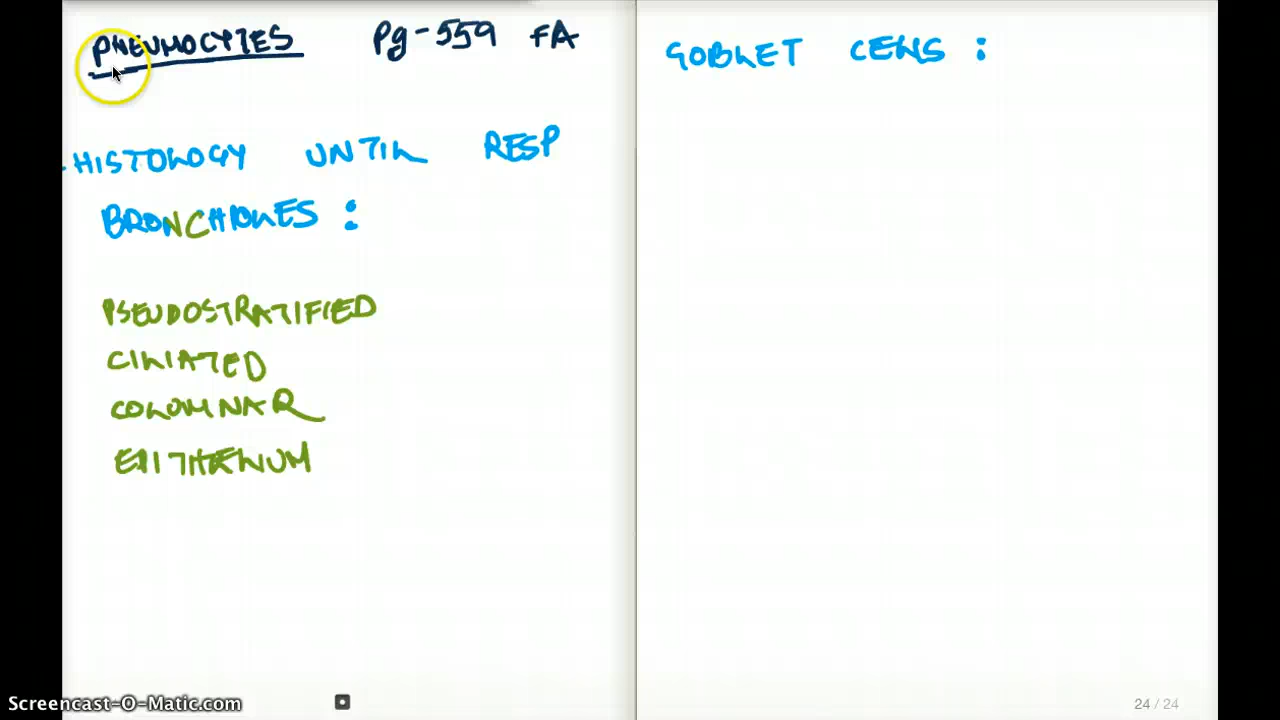 PNEUMOCYTES Pg-559 FA
HISTOLOGY UNTIL RESP
BRONCHIOLES :
PSEUDOSTRATIFIED
CILIATED
COLUMNAR
EPITHELIUM
GOBLET CELLS :
Screencast-O-Matic.com
24 / 24